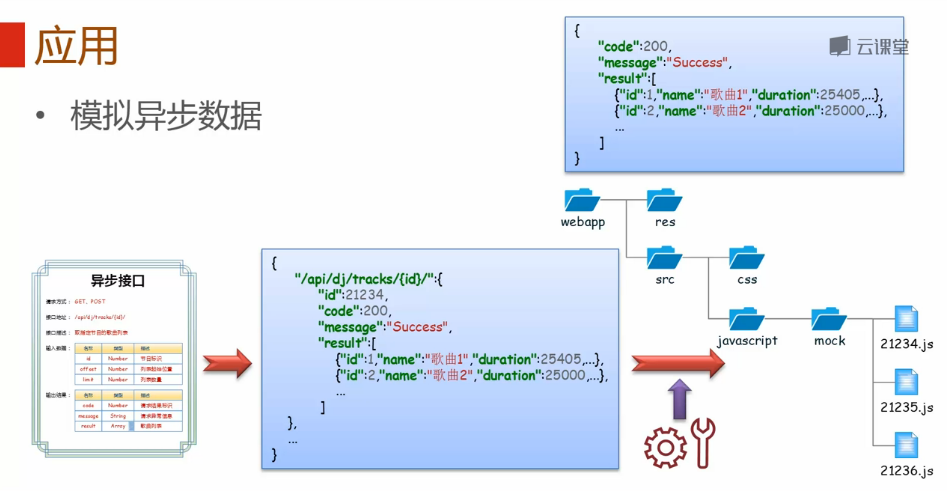 应用
云课堂
• 模拟异步数据
{
"code":200,
"message":"Success",
"result":[
{"id":1,"name":"歌曲1","duration":25405,…},
{"id":2,"name":"歌曲2","duration":25000,…},
…
]
}
webapp
res
src
css
javascript
mock
21234.js
21235.js
21236.js
异步接口
请求方式： GET、POST
接口地址： /api/dj/tracks/{id}/
接口描述： 取指定节目的歌曲列表
输入数据：
名称 类型 描述
id Number 节目标识
offset Number 列表起始位置
limit Number 列表数量
输出结果：
名称 类型 描述
code Number 请求结果标识
message String 请求异常信息
result Array 歌曲列表
{
"/api/dj/tracks/{id}/":{
"id":21234,
"code":200,
"message":"Success",
"result":[
{"id":1,"name":"歌曲1","duration":25405,…},
{"id":2,"name":"歌曲2","duration":25000,…},
…
]
},
…
}